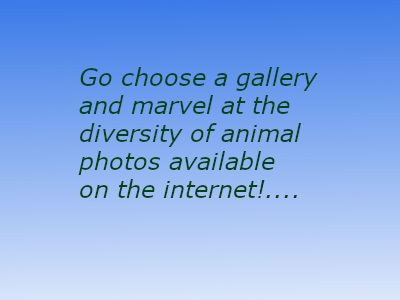 Go choose a gallery
and marvel at the
diversity of animal
photos available
on the internet!....